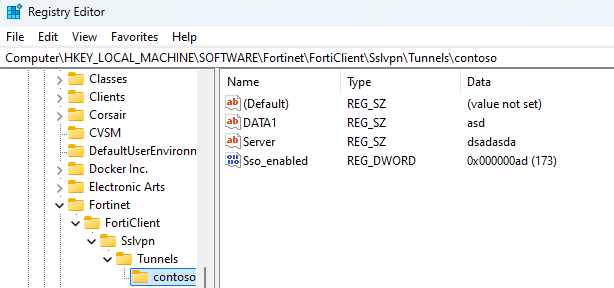 Registry Editor
File Edit View Favorites Help
Computer\HKEY_LOCAL_MACHINE\SOFTWARE\Fortinet\FortiClient\Sslvpn\Tunnels\contoso
Classes
Clients
Corsair
CVSM
DefaultUserEnvironm
Docker Inc.
Electronic Arts
Fortinet
FortiClient
Sslvpn
Tunnels
contoso
Name Type Data
(Default) REG_SZ (value not set)
DATA1 REG_SZ asd
Server REG_SZ dsadasda
Sso_enabled REG_DWORD 0x000000ad (173)